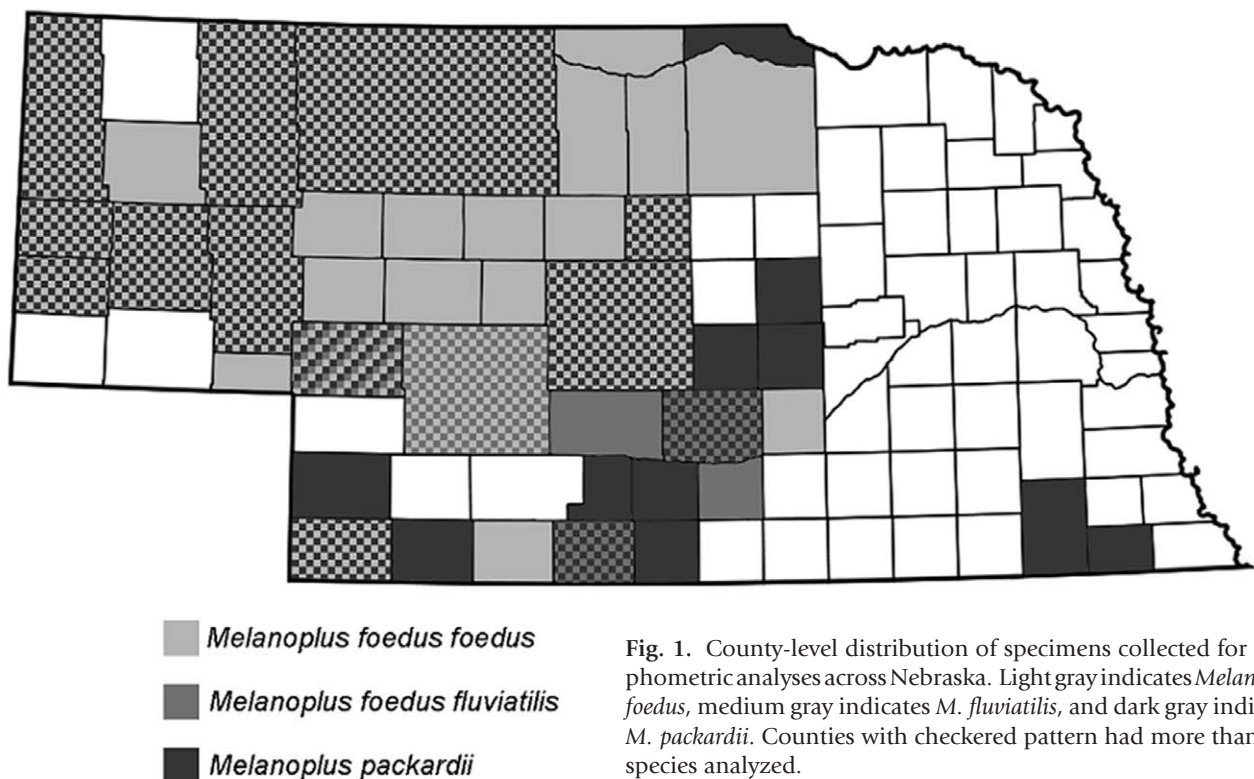 Melanoplus foedus foedus
Melanoplus foedus fluviatilis
Melanoplus packardii
Fig. 1. County-level distribution of specimens collected for
phometric analyses across Nebraska. Light gray indicates Melan
foedus, medium gray indicates M. fluviatilis, and dark gray indi
M. packardii. Counties with checkered pattern had more than
species analyzed.